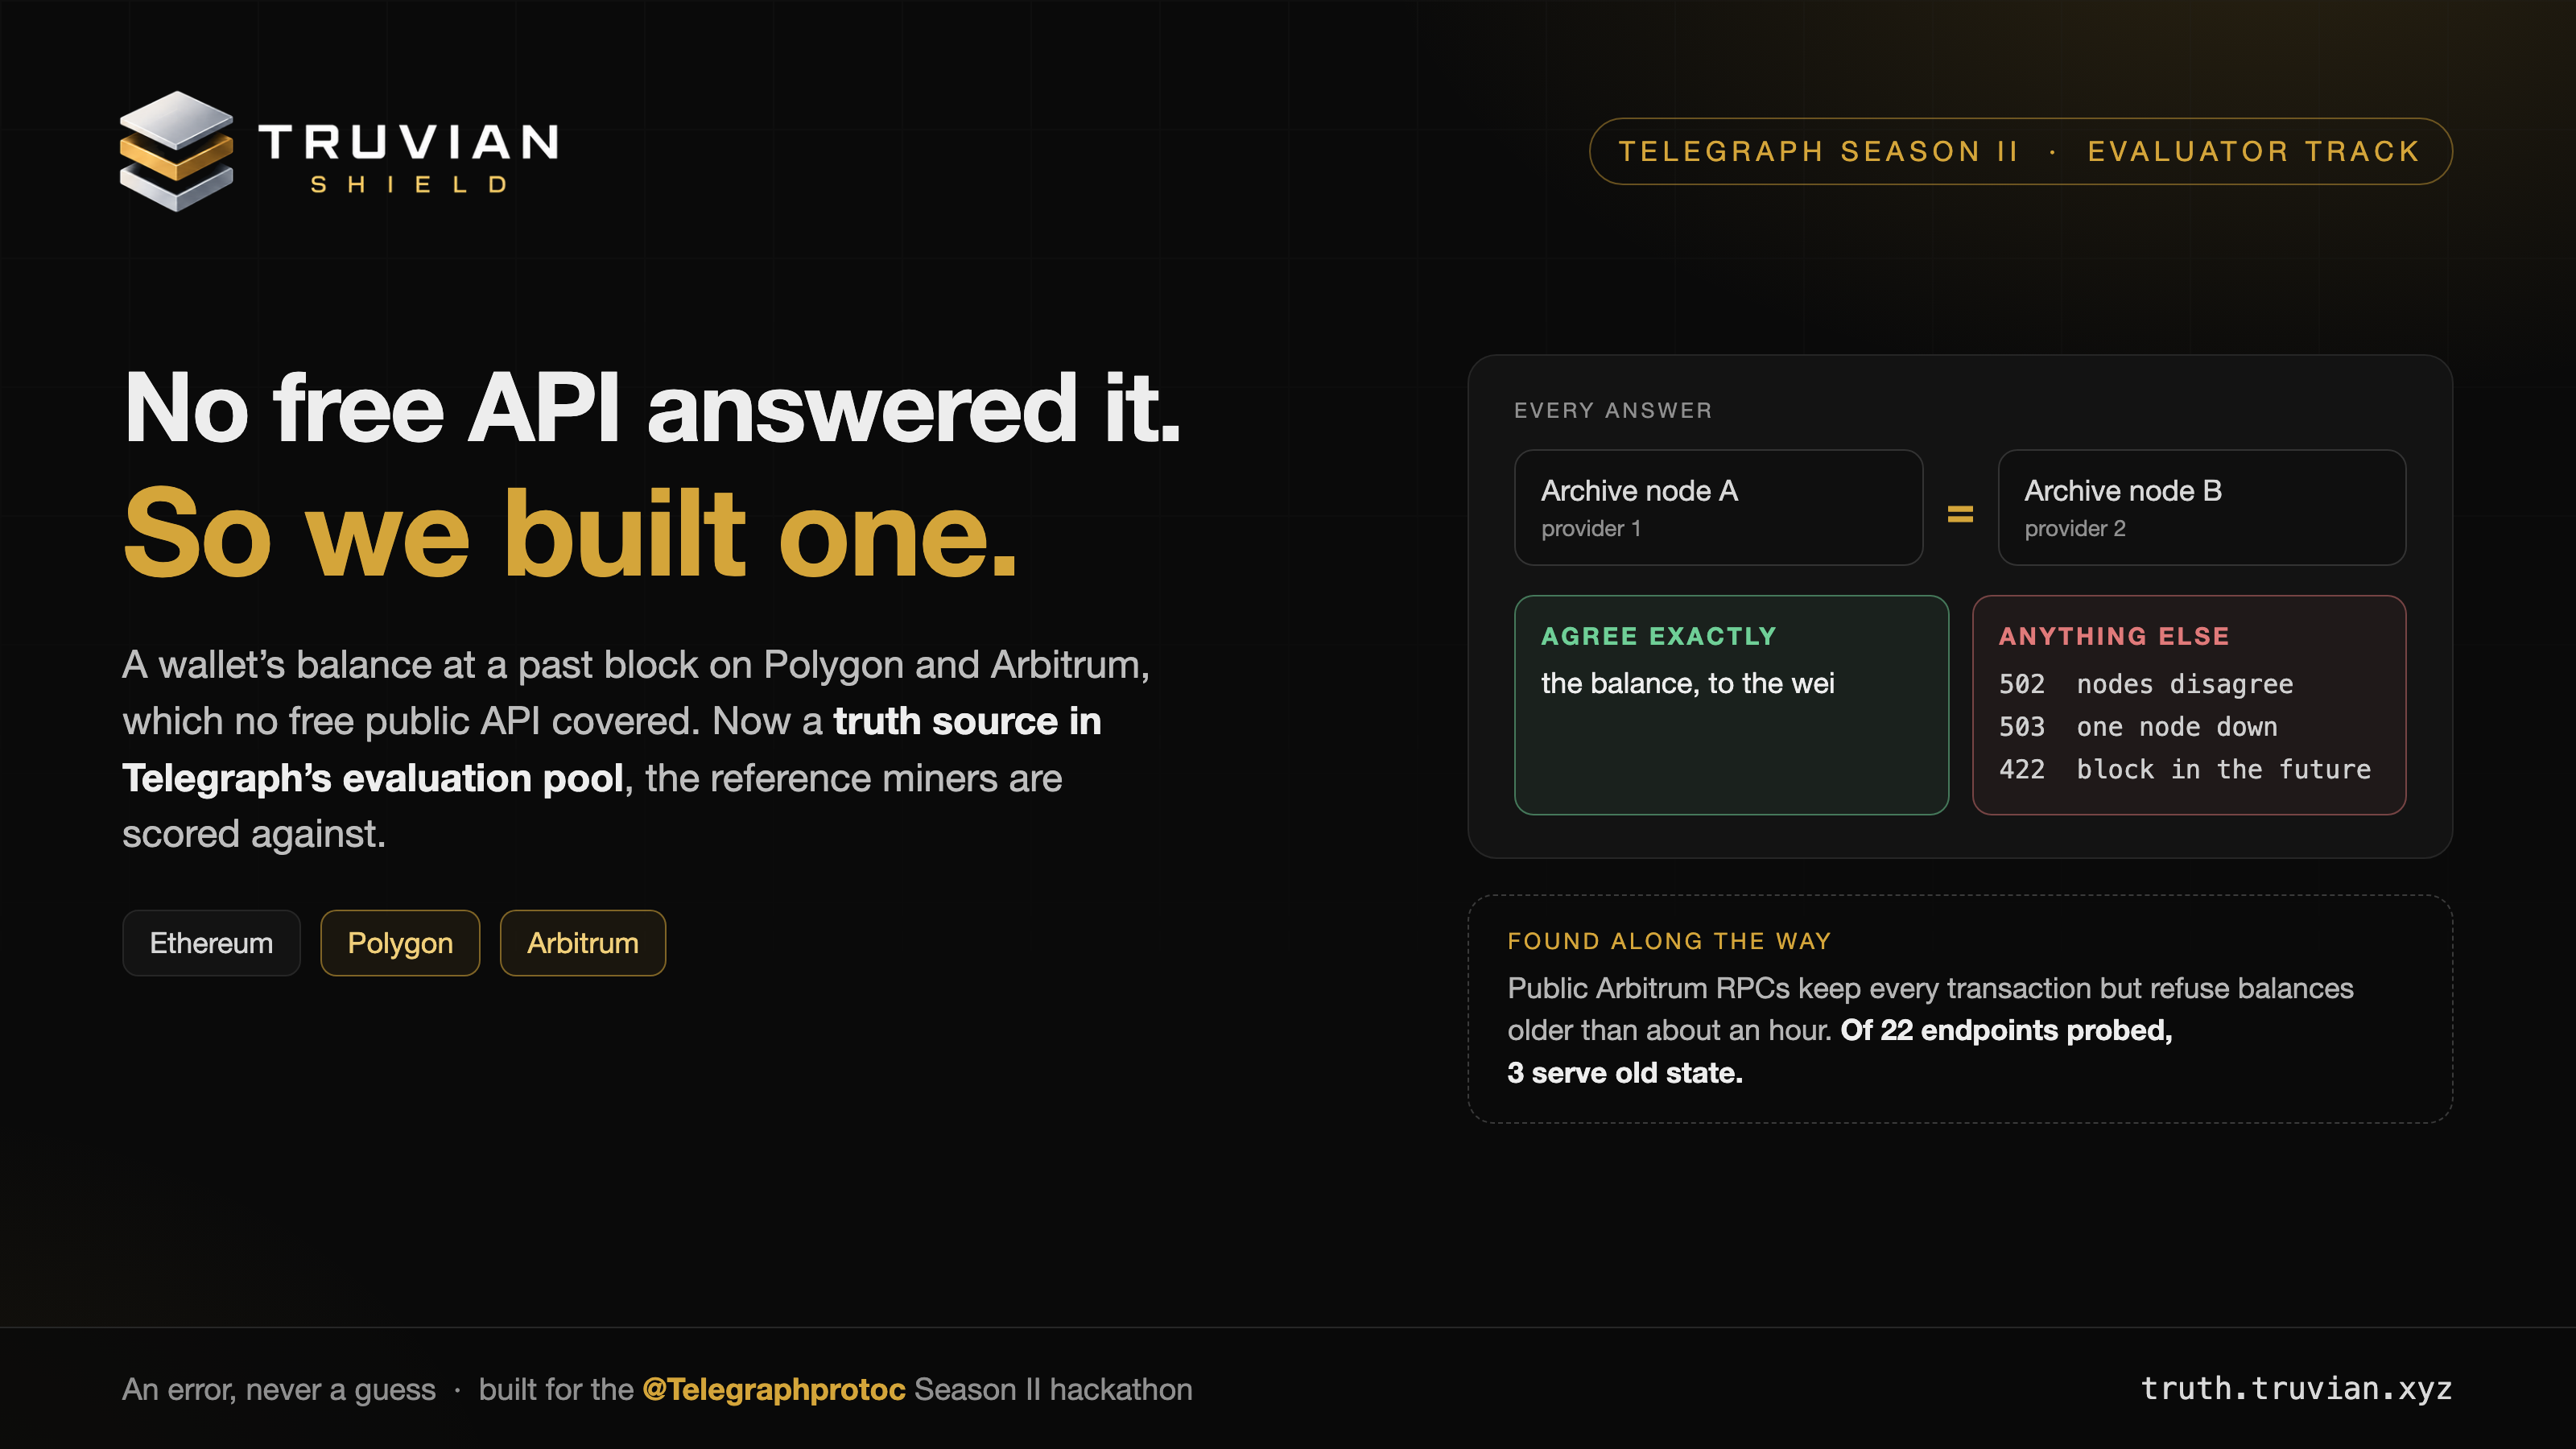 TRUVIAN
SHIELD
TELEGRAPH SEASON II · EVALUATOR TRACK
No free API answered it.
So we built one.
A wallet’s balance at a past block on Polygon and Arbitrum,
which no free public API covered. Now a truth source in
Telegraph’s evaluation pool, the reference miners are
scored against.
Ethereum
Polygon
Arbitrum
EVERY ANSWER
Archive node A
provider 1
=
Archive node B
provider 2
AGREE EXACTLY
the balance, to the wei
ANYTHING ELSE
502 nodes disagree
503 one node down
422 block in the future
FOUND ALONG THE WAY
Public Arbitrum RPCs keep every transaction but refuse balances
older than about an hour. Of 22 endpoints probed,
3 serve old state.
An error, never a guess · built for the @Telegraphprotoc Season II hackathon
truth.truvian.xyz